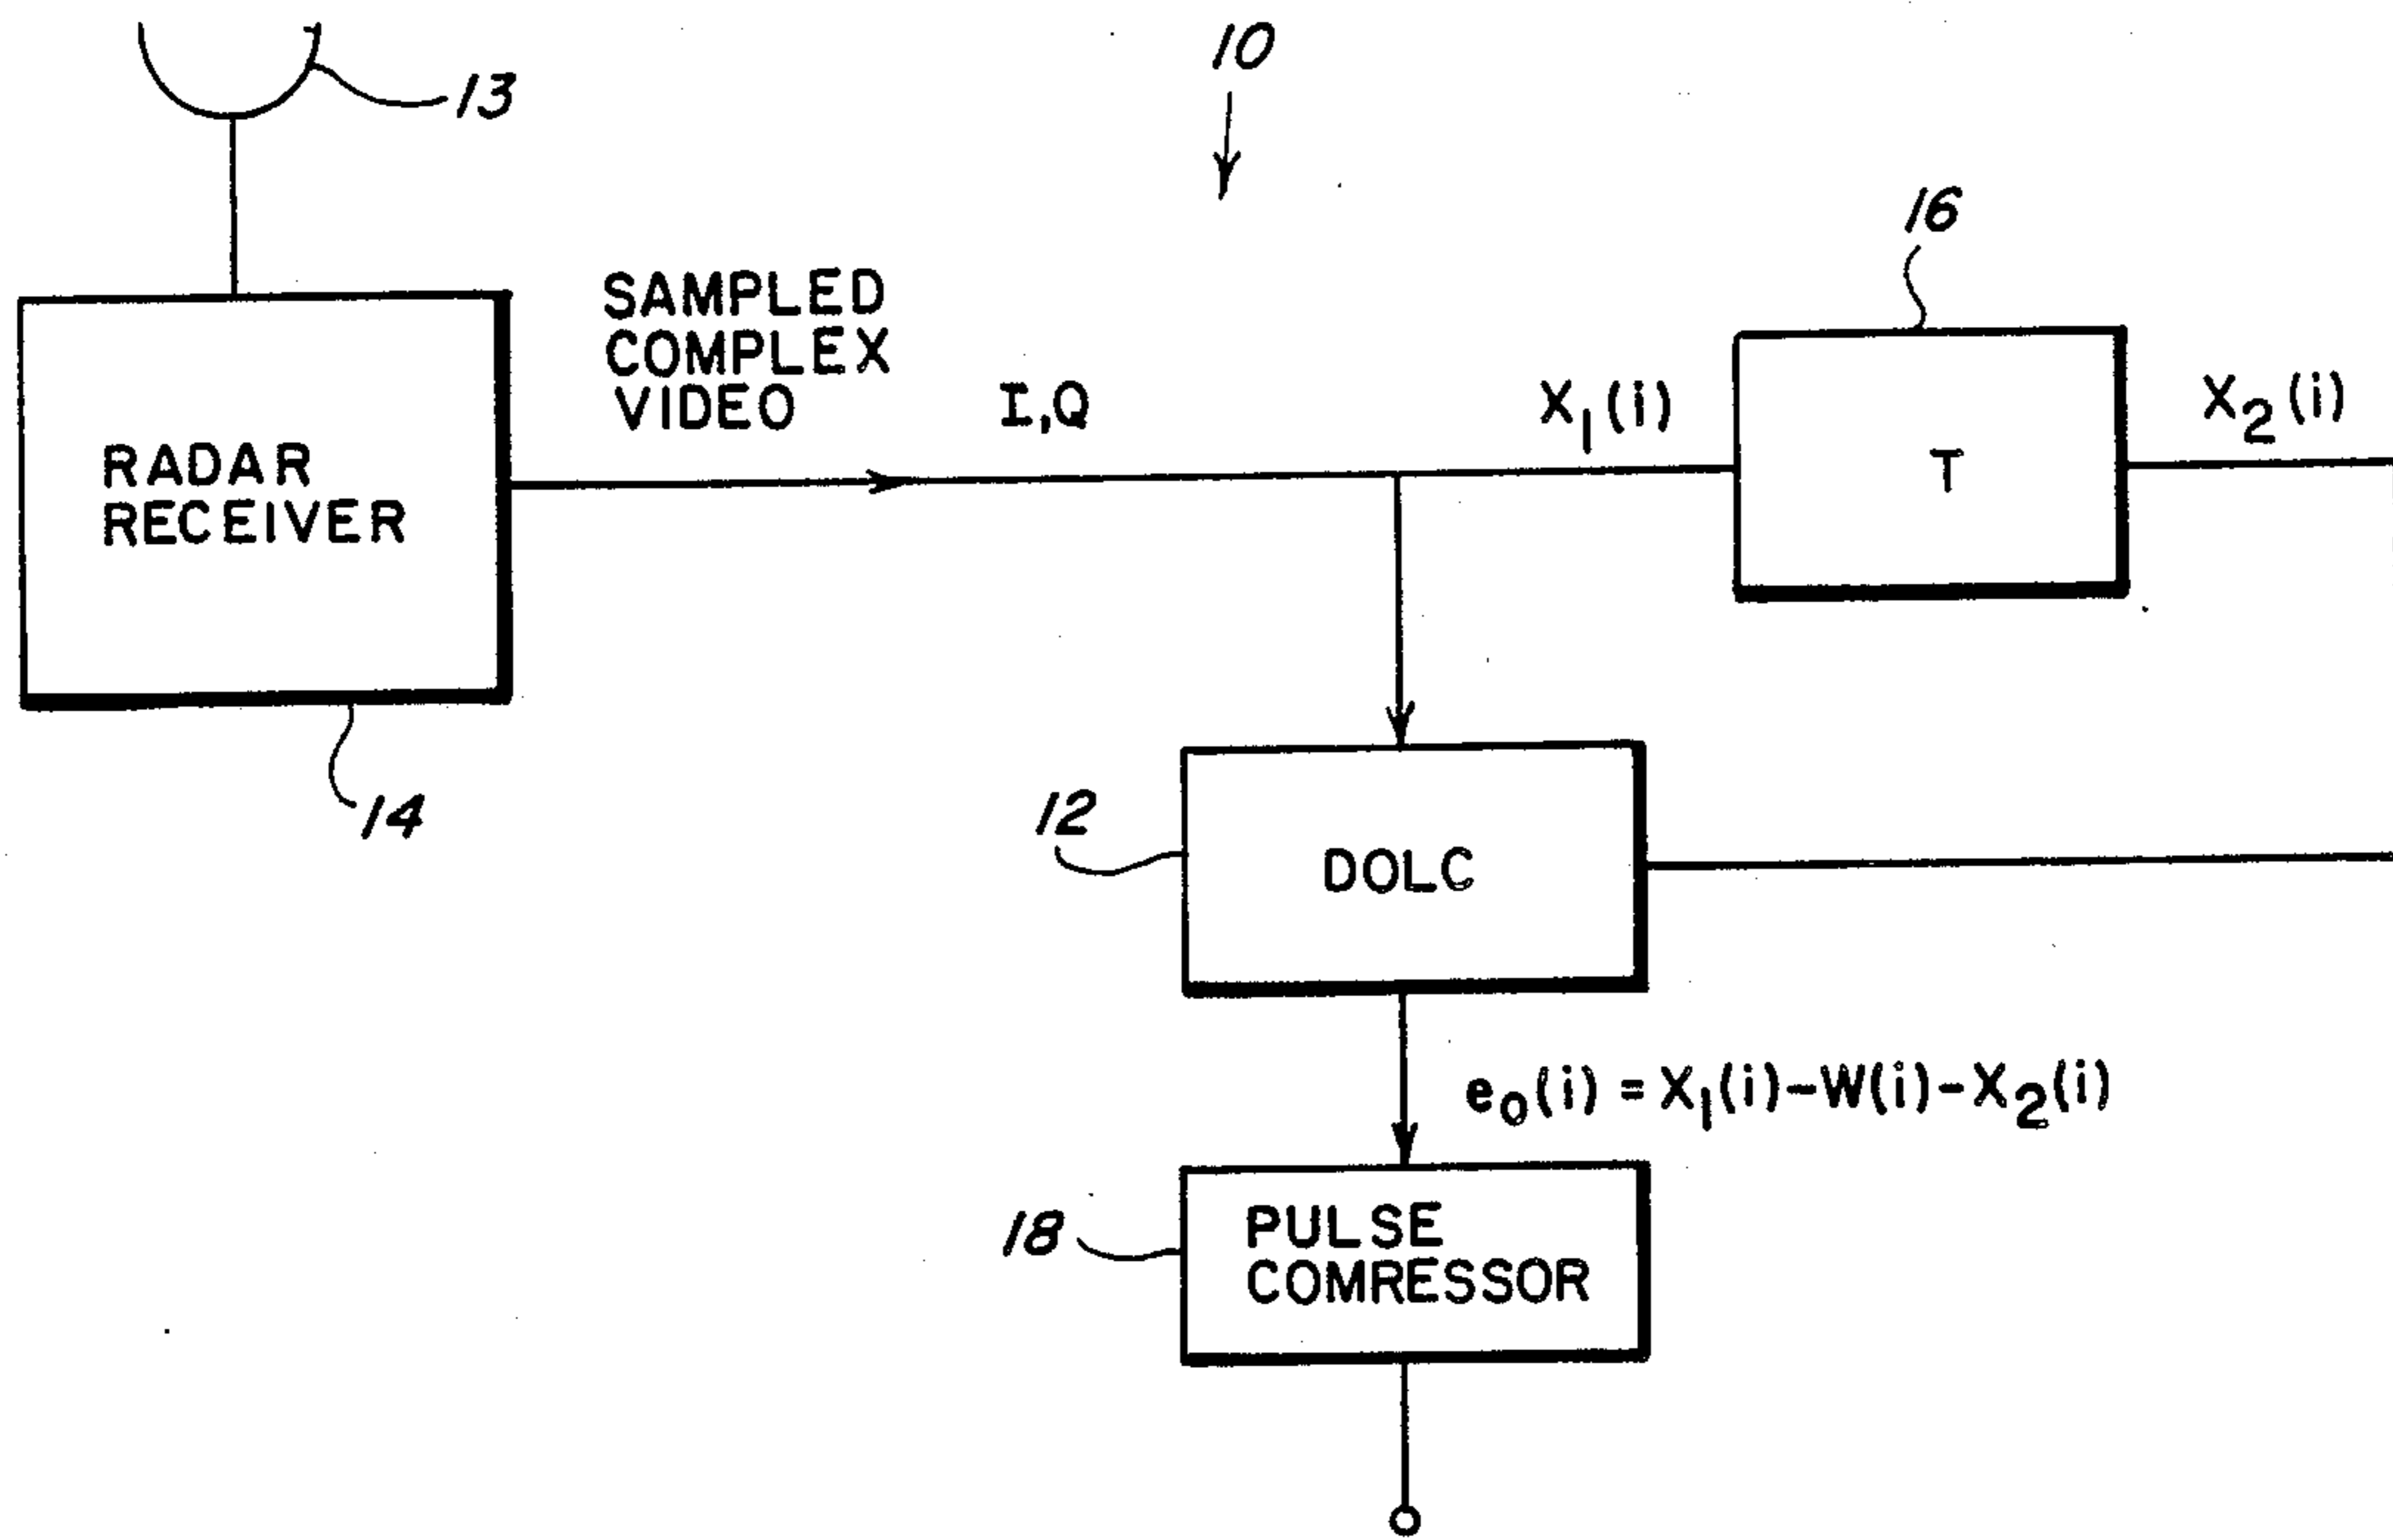 13
10
16
SAMPLED
COMPLEX
VIDEO
I,Q
X₁(i)
X₂(i)
RADAR
RECEIVER
T
14
12
DOLC
e₀(i) = X₁(i)–W(i)–X₂(i)
18
PULSE
COMRESSOR